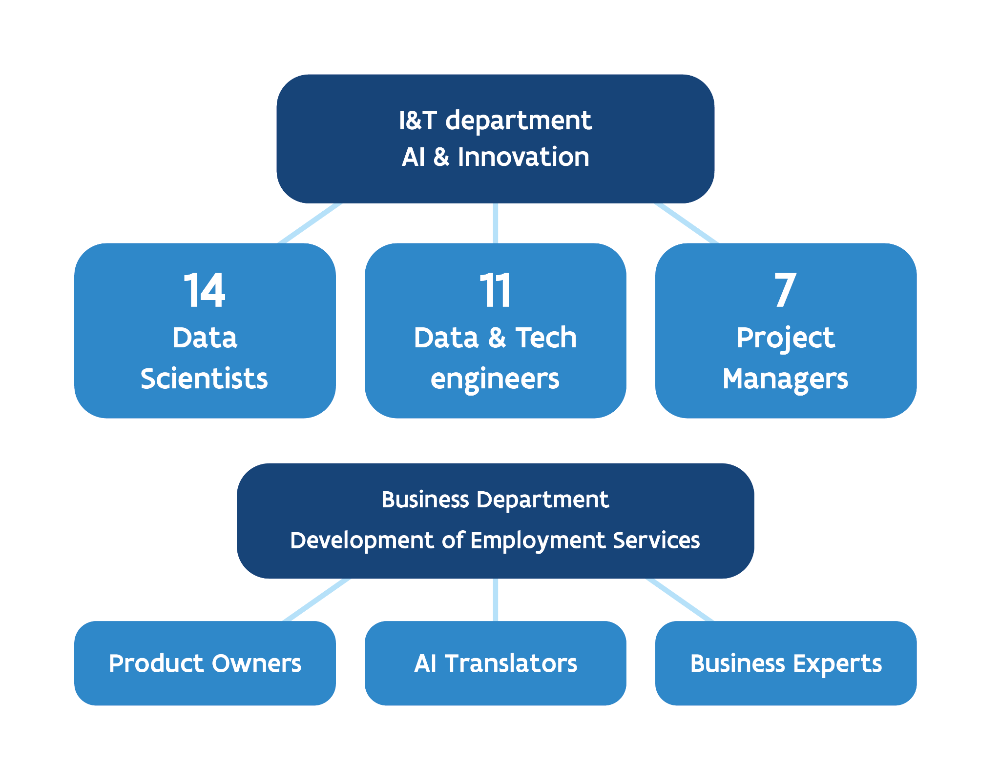 I&T department
AI & Innovation
14
Data
Scientists
11
Data & Tech
engineers
7
Project
Managers
Business Department
Development of Employment Services
Product Owners
AI Translators
Business Experts